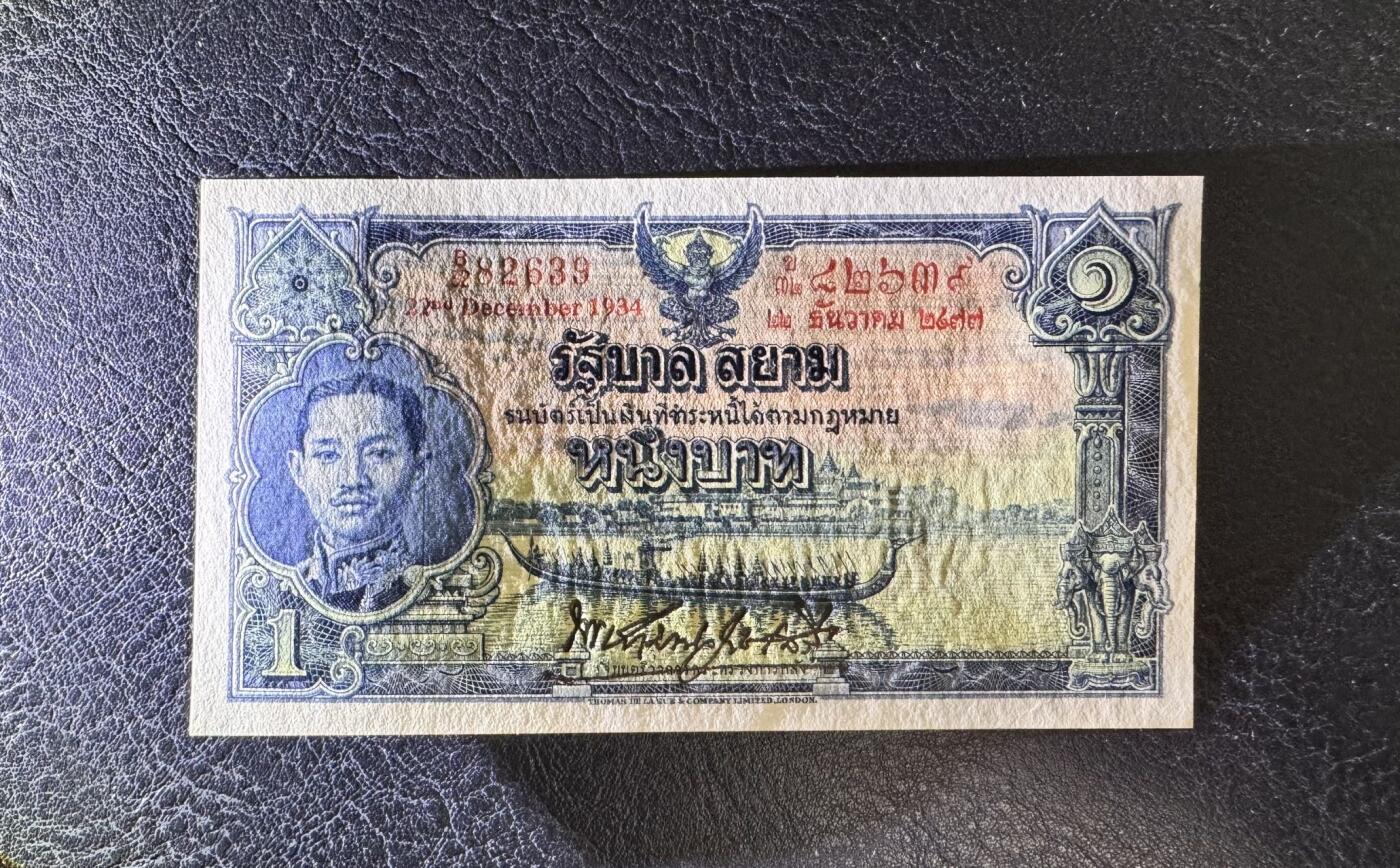 B/2 82639
22nd December 1934
๘๒๖๓๙
๒๒ ธันวาคม ๒๔๗๗
รัฐบาล สยาม
ธนบัตร์เป็นเงินที่ชำระหนี้ได้ตามกฎหมาย
หนึ่งบาท
1
๑
THOMAS DE LA RUE & COMPANY LIMITED, LONDON.